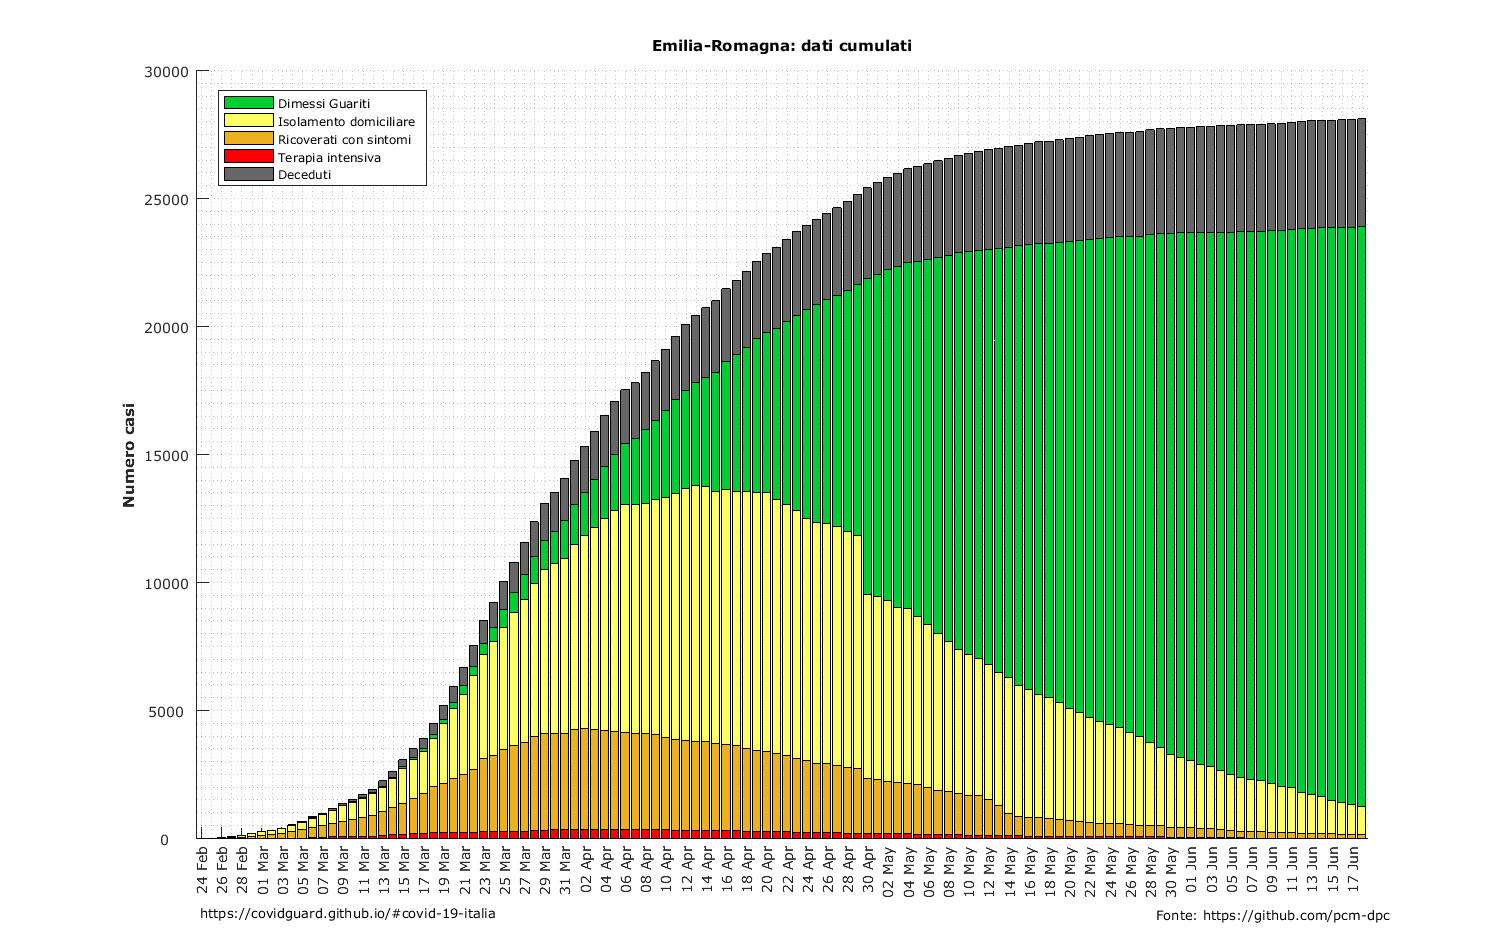 Emilia-Romagna: dati cumulati
30000
25000
20000
15000
10000
5000
0
Numero casi
Dimessi Guariti
Isolamento domiciliare
Ricoverati con sintomi
Terapia intensiva
Deceduti
24 Feb
26 Feb
28 Feb
01 Mar
03 Mar
05 Mar
07 Mar
09 Mar
11 Mar
13 Mar
15 Mar
17 Mar
19 Mar
21 Mar
23 Mar
25 Mar
27 Mar
29 Mar
31 Mar
02 Apr
04 Apr
06 Apr
08 Apr
10 Apr
12 Apr
14 Apr
16 Apr
18 Apr
20 Apr
22 Apr
24 Apr
26 Apr
28 Apr
30 Apr
02 May
04 May
06 May
08 May
10 May
12 May
14 May
16 May
18 May
20 May
22 May
24 May
26 May
28 May
30 May
01 Jun
03 Jun
05 Jun
07 Jun
09 Jun
11 Jun
13 Jun
15 Jun
17 Jun
https://covidguard.github.io/#covid-19-italia
Fonte: https://github.com/pcm-dpc